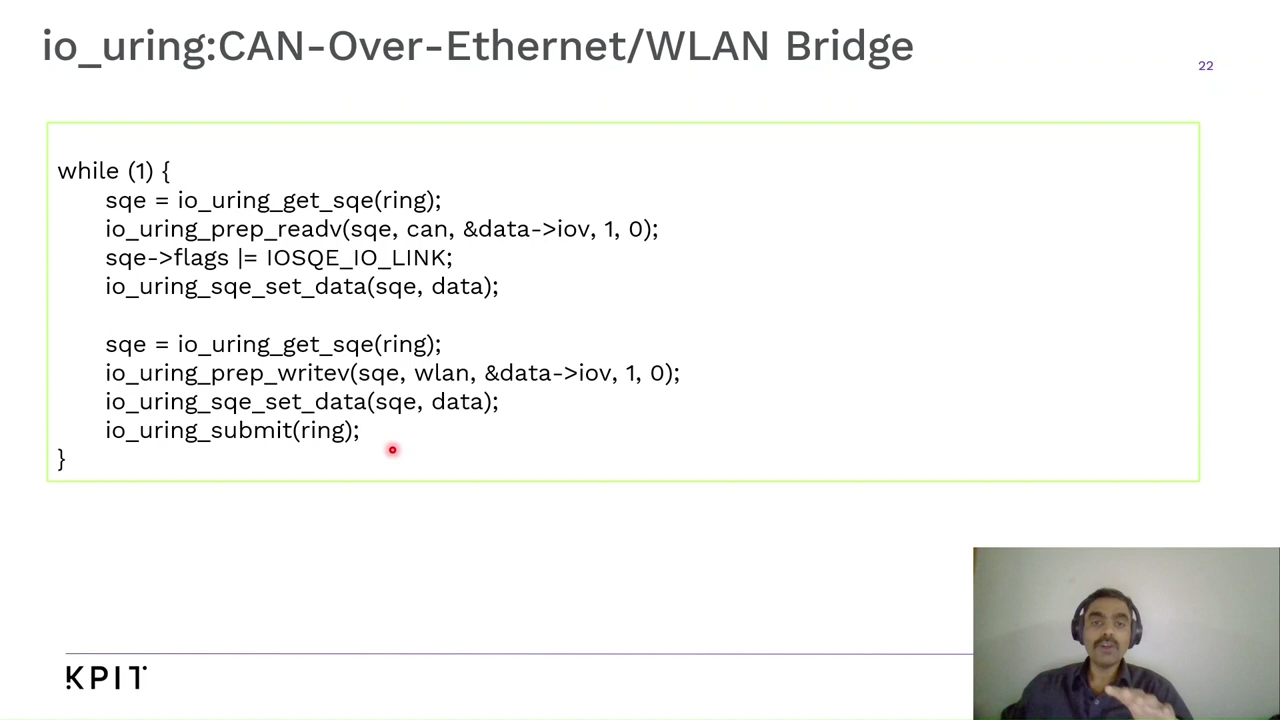 io_uring:CAN-Over-Ethernet/WLAN Bridge
22
while (1) {
sqe = io_uring_get_sqe(ring);
io_uring_prep_readv(sqe, can, &data->iov, 1, 0);
sqe->flags |= IOSQE_IO_LINK;
io_uring_sqe_set_data(sqe, data);
sqe = io_uring_get_sqe(ring);
io_uring_prep_writev(sqe, wlan, &data->iov, 1, 0);
io_uring_sqe_set_data(sqe, data);
io_uring_submit(ring);
}
KPIT